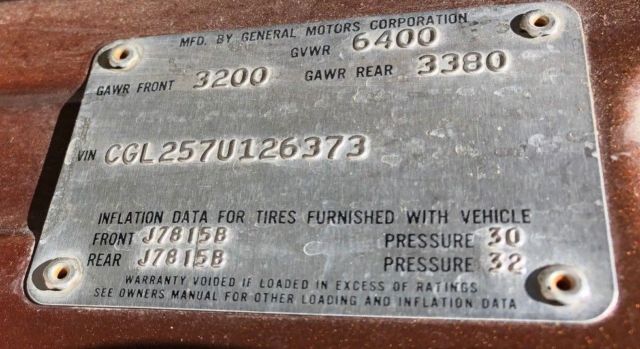 MFD. BY GENERAL MOTORS CORPORATION
GVWR 6400
GAWR FRONT 3200 GAWR REAR 3380
VIN CGL257U126373
INFLATION DATA FOR TIRES FURNISHED WITH VEHICLE
FRONT J7815B PRESSURE 30
REAR J7815B PRESSURE 32
WARRANTY VOIDED IF LOADED IN EXCESS OF RATINGS
SEE OWNERS MANUAL FOR OTHER LOADING AND INFLATION DATA